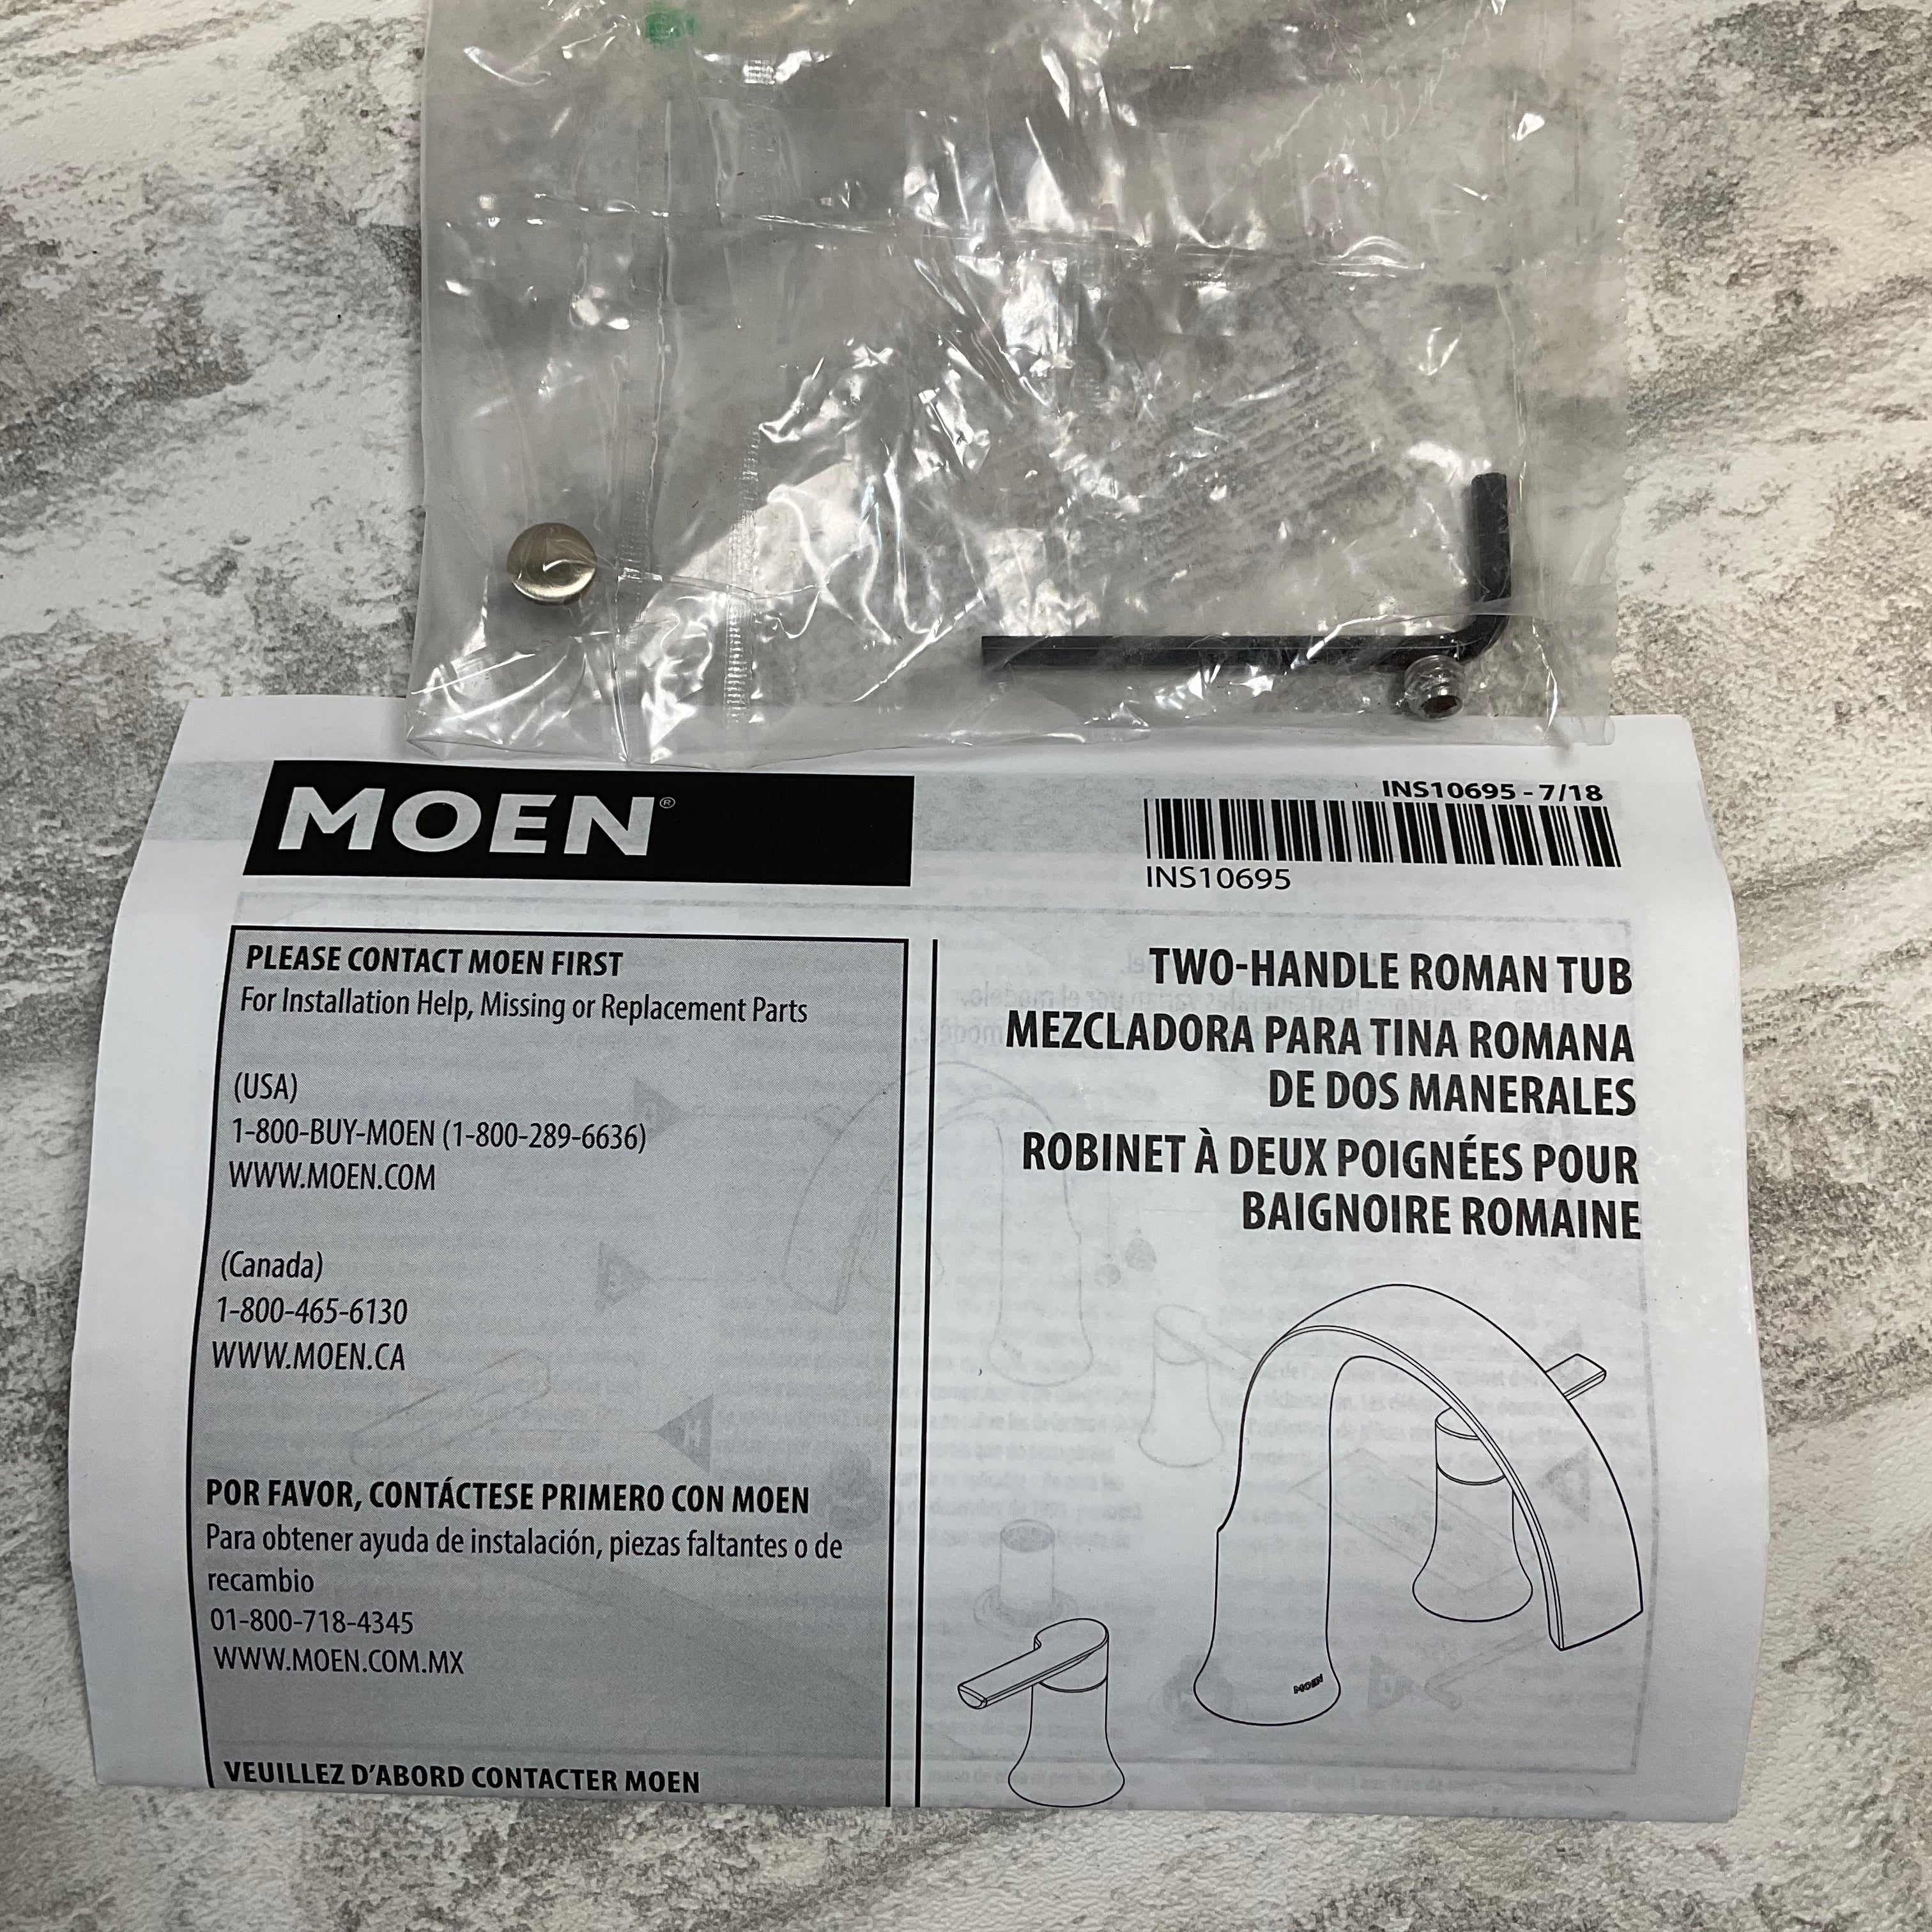 MOEN®
INS10695 - 7/18
INS10695
PLEASE CONTACT MOEN FIRST
For Installation Help, Missing or Replacement Parts
(USA)
1-800-BUY-MOEN (1-800-289-6636)
WWW.MOEN.COM
(Canada)
1-800-465-6130
WWW.MOEN.CA
POR FAVOR, CONTÁCTESE PRIMERO CON MOEN
Para obtener ayuda de instalación, piezas faltantes o de
recambio
01-800-718-4345
WWW.MOEN.COM.MX
VEUILLEZ D'ABORD CONTACTER MOEN
TWO-HANDLE ROMAN TUB
MEZCLADORA PARA TINA ROMANA
DE DOS MANERALES
ROBINET À DEUX POIGNÉES POUR
BAIGNOIRE ROMAINE
MOEN